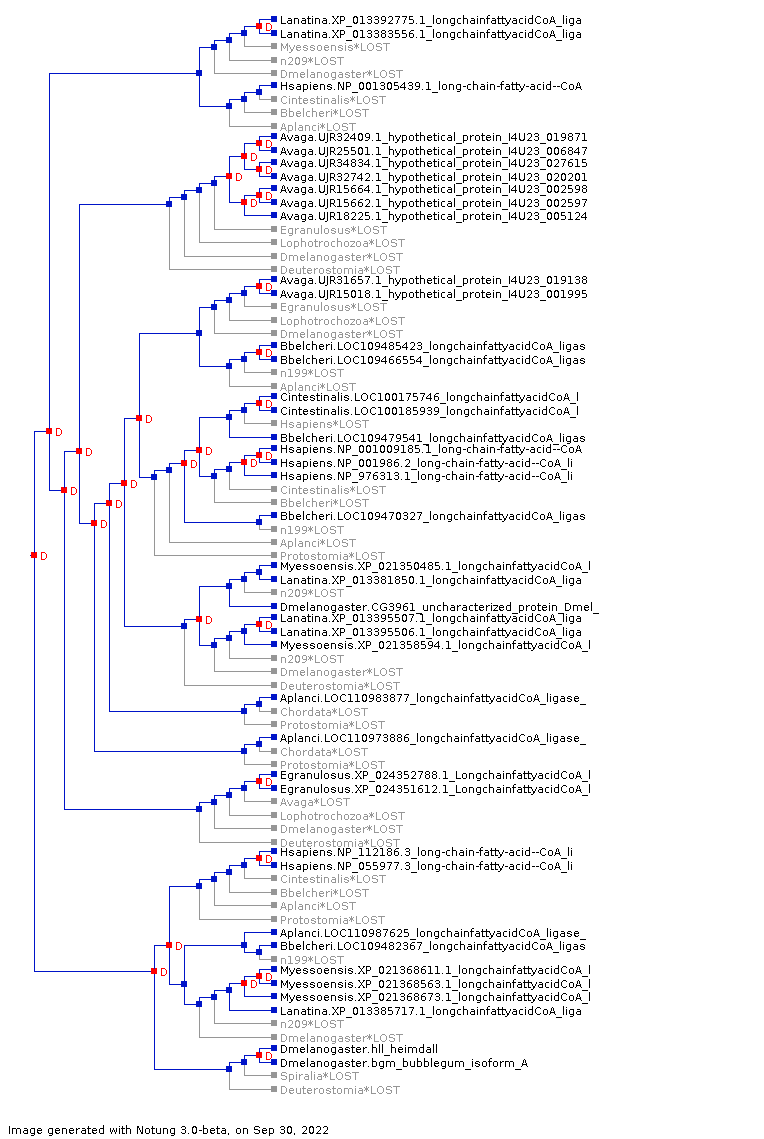 Lanatina.XP_013392775.1_longchainfattyacidCoA_liga
D
Lanatina.XP_013383556.1_longchainfattyacidCoA_liga
Myessoensis*LOST
n209*LOST
Dmelanogaster*LOST
Hsapiens.NP_001305439.1_long-chain-fatty-acid--CoA
Cintestinalis*LOST
Bbelcheri*LOST
Aplanci*LOST
Avaga.UJR32409.1_hypothetical_protein_I4U23_019871
D
Avaga.UJR25501.1_hypothetical_protein_I4U23_006847
D
Avaga.UJR34834.1_hypothetical_protein_I4U23_027615
D
Avaga.UJR32742.1_hypothetical_protein_I4U23_020201
D
Avaga.UJR15664.1_hypothetical_protein_I4U23_002598
D
Avaga.UJR15662.1_hypothetical_protein_I4U23_002597
D
Avaga.UJR18225.1_hypothetical_protein_I4U23_005124
Egranulosus*LOST
Lophotrochozoa*LOST
Dmelanogaster*LOST
Deuterostomia*LOST
Avaga.UJR31657.1_hypothetical_protein_I4U23_019138
D
Avaga.UJR15018.1_hypothetical_protein_I4U23_001995
Egranulosus*LOST
Lophotrochozoa*LOST
Dmelanogaster*LOST
Bbelcheri.LOC109485423_longchainfattyacidCoA_ligas
D
Bbelcheri.LOC109466554_longchainfattyacidCoA_ligas
n199*LOST
Aplanci*LOST
Cintestinalis.LOC100175746_longchainfattyacidCoA_l
D
Cintestinalis.LOC100185939_longchainfattyacidCoA_l
D
Hsapiens*LOST
D
Bbelcheri.LOC109479541_longchainfattyacidCoA_ligas
Hsapiens.NP_001009185.1_long-chain-fatty-acid--CoA
D
D
D
Hsapiens.NP_001986.2_long-chain-fatty-acid--CoA_li
D
D
Hsapiens.NP_976313.1_long-chain-fatty-acid--CoA_li
D
D
Cintestinalis*LOST
Bbelcheri*LOST
D
Bbelcheri.LOC109470327_longchainfattyacidCoA_ligas
D
n199*LOST
Aplanci*LOST
Protostomia*LOST
D
Myessoensis.XP_021350485.1_longchainfattyacidCoA_l
Lanatina.XP_013381850.1_longchainfattyacidCoA_liga
n209*LOST
Dmelanogaster.CG3961_uncharacterized_protein_Dmel_
Lanatina.XP_013395507.1_longchainfattyacidCoA_liga
D
D
Lanatina.XP_013395506.1_longchainfattyacidCoA_liga
Myessoensis.XP_021358594.1_longchainfattyacidCoA_l
n209*LOST
Dmelanogaster*LOST
Deuterostomia*LOST
Aplanci.LOC110983877_longchainfattyacidCoA_ligase_
Chordata*LOST
Protostomia*LOST
Aplanci.LOC110973886_longchainfattyacidCoA_ligase_
Chordata*LOST
Protostomia*LOST
Egranulosus.XP_024352788.1_LongchainfattyacidCoA_l
D
Egranulosus.XP_024351612.1_LongchainfattyacidCoA_l
Avaga*LOST
Lophotrochozoa*LOST
Dmelanogaster*LOST
Deuterostomia*LOST
Hsapiens.NP_112186.3_long-chain-fatty-acid--CoA_li
D
Hsapiens.NP_055977.3_long-chain-fatty-acid--CoA_li
Cintestinalis*LOST
Bbelcheri*LOST
Aplanci*LOST
Protostomia*LOST
Aplanci.LOC110987625_longchainfattyacidCoA_ligase_
D
Bbelcheri.LOC109482367_longchainfattyacidCoA_ligas
n199*LOST
D
Myessoensis.XP_021368611.1_longchainfattyacidCoA_l
D
D
Myessoensis.XP_021368563.1_longchainfattyacidCoA_l
Myessoensis.XP_021368673.1_longchainfattyacidCoA_l
Lanatina.XP_013385717.1_longchainfattyacidCoA_liga
n209*LOST
Dmelanogaster*LOST
Dmelanogaster.hll_heimdall
D
Dmelanogaster.bgm_bubblegum_isoform_A
Spiralia*LOST
Deuterostomia*LOST
Image generated with Notung 3.0-beta, on Sep 30, 2022